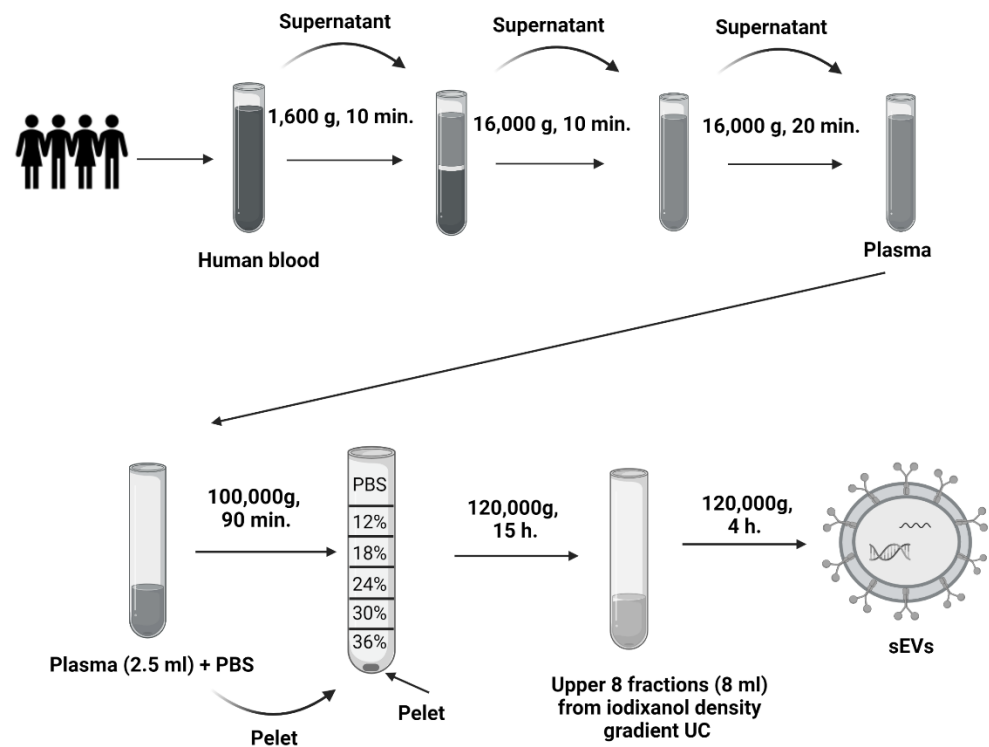 Supernatant
Supernatant
Supernatant
1,600 g, 10 min.
16,000 g, 10 min.
16,000 g, 20 min.
Human blood
Plasma
100,000g,
90 min.
PBS
12%
18%
24%
30%
36%
120,000g,
15 h.
120,000g,
4 h.
Plasma (2.5 ml) + PBS
Pelet
Pelet
Upper 8 fractions (8 ml)
from iodixanol density
gradient UC
sEVs